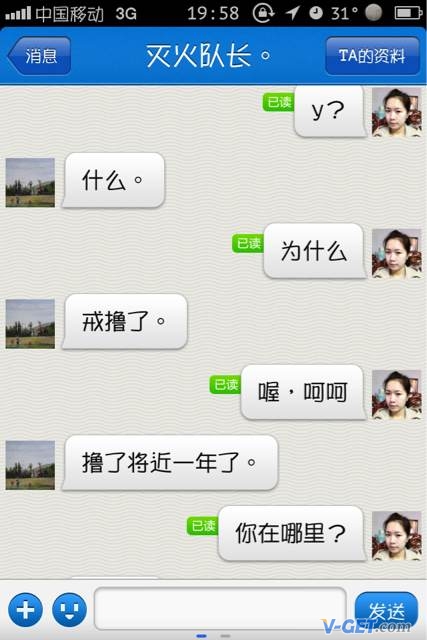 中国移动 3G 19:58 31°
消息 灭火队长。 TA的资料
已读 y？
什么。
已读 为什么
戒撸了。
已读 喔，呵呵
撸了将近一年了。
已读 你在哪里？
发送
V-GET.com